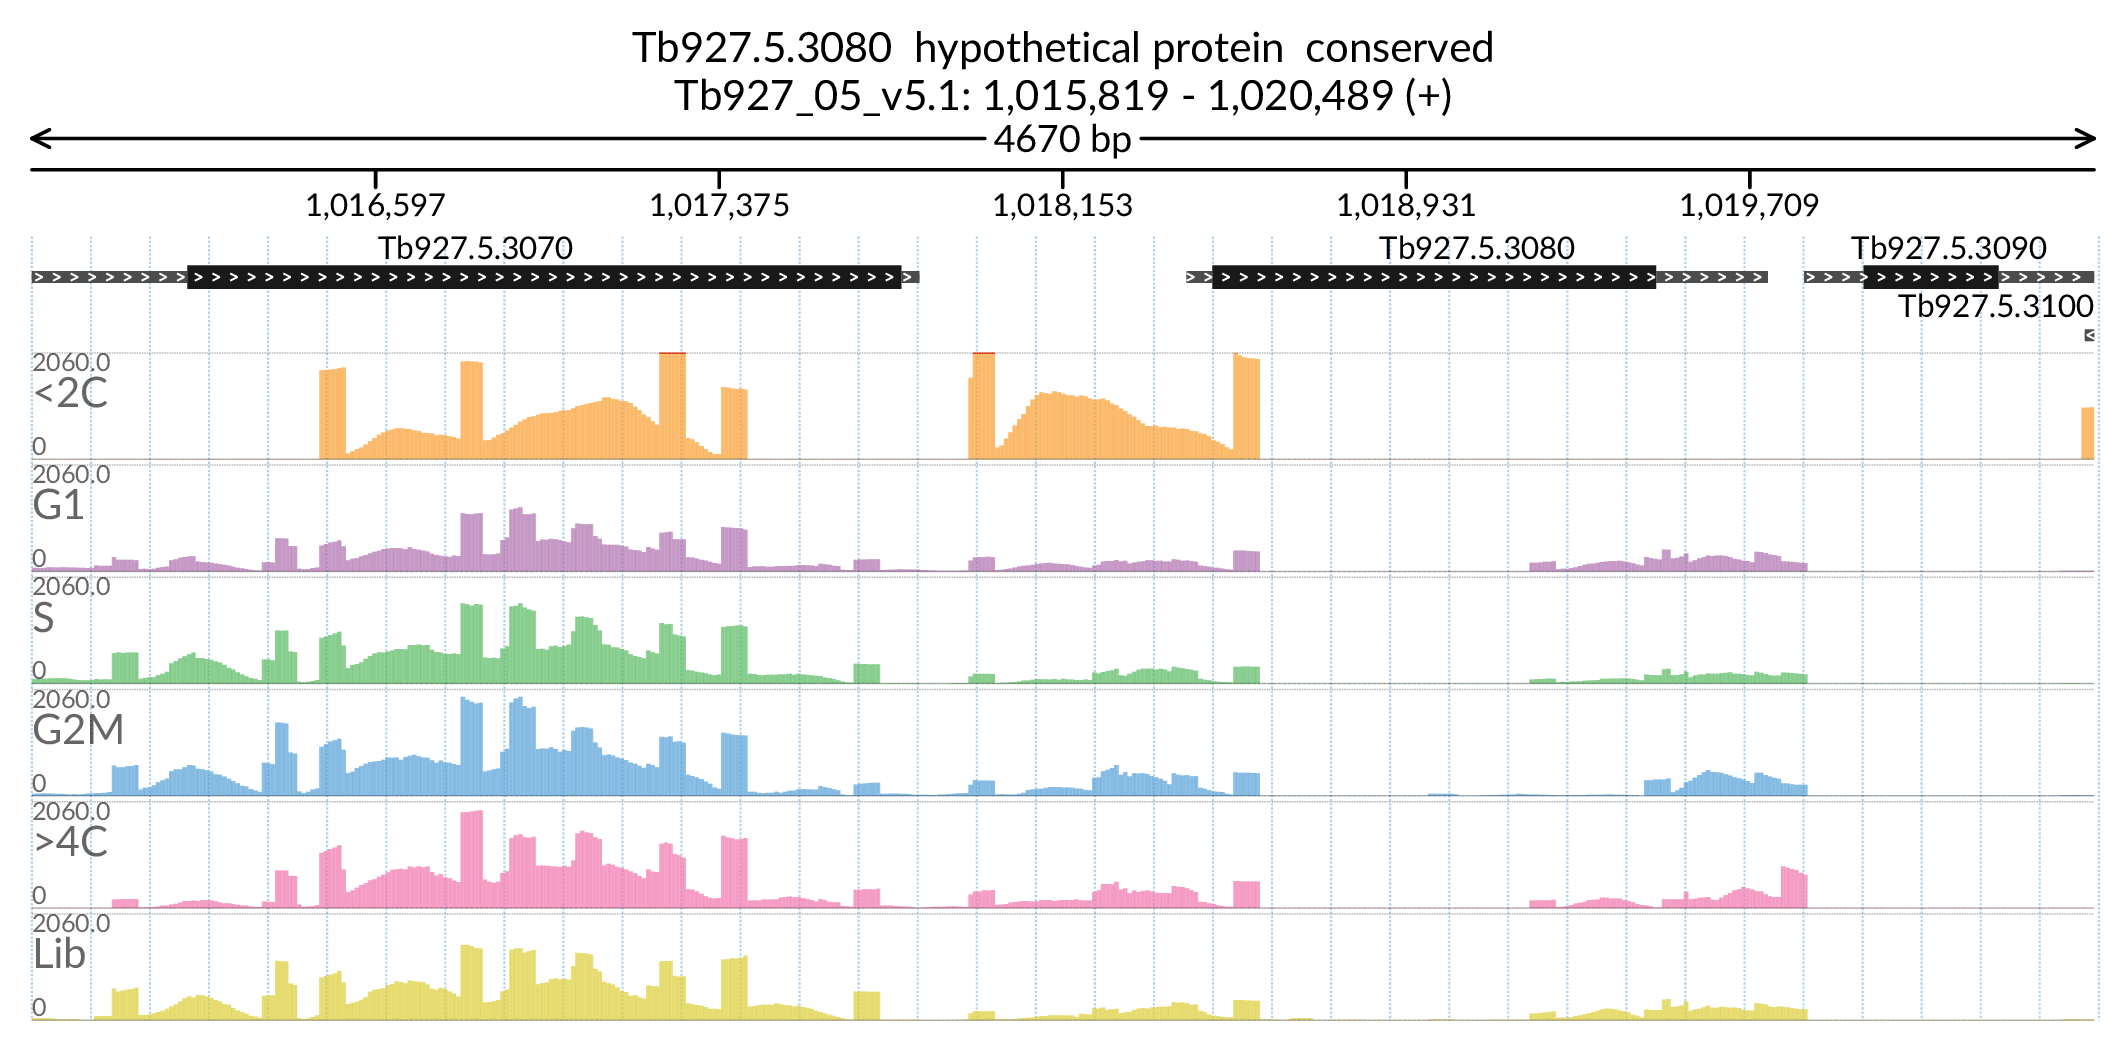 Tb927.5.3080  hypothetical protein  conserved
Tb927_05_v5.1: 1,015,819 - 1,020,489 (+)
4670 bp
1,016,597 1,017,375 1,018,153 1,018,931 1,019,709
Tb927.5.3070 Tb927.5.3080 Tb927.5.3090
Tb927.5.3100
2060.0
<2C
0
2060.0
G1
0
2060.0
S
0
2060.0
G2M
0
2060.0
>4C
0
2060.0
Lib
0